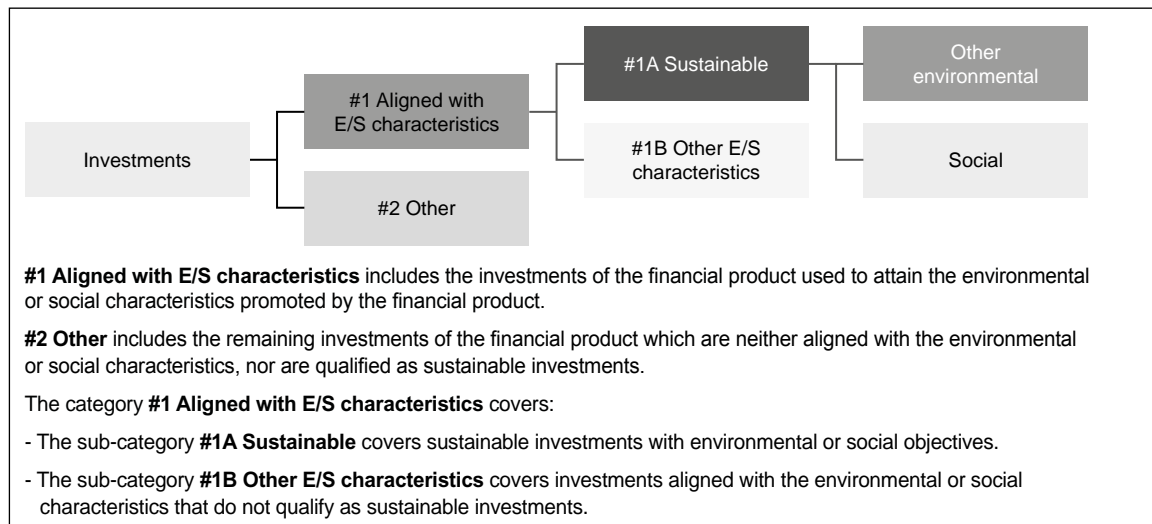 Investments
#1 Aligned with
E/S characteristics
#2 Other
#1A Sustainable
#1B Other E/S
characteristics
Other
environmental
Social
#1 Aligned with E/S characteristics includes the investments of the financial product used to attain the environmental
or social characteristics promoted by the financial product.
#2 Other includes the remaining investments of the financial product which are neither aligned with the environmental
or social characteristics, nor are qualified as sustainable investments.
The category #1 Aligned with E/S characteristics covers:
- The sub-category #1A Sustainable covers sustainable investments with environmental or social objectives.
- The sub-category #1B Other E/S characteristics covers investments aligned with the environmental or social
characteristics that do not qualify as sustainable investments.